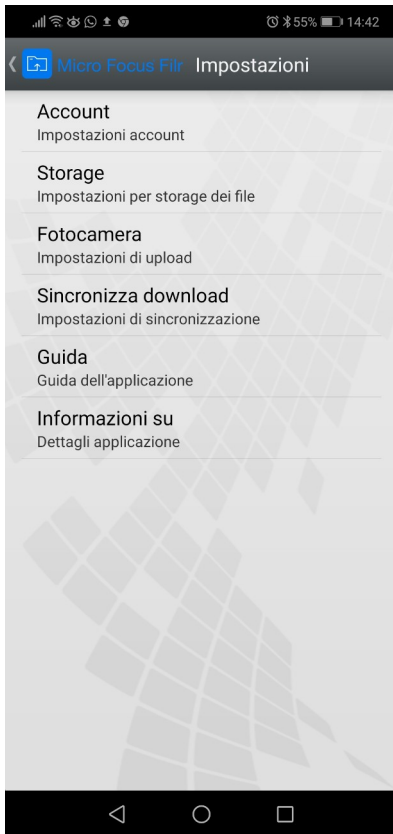 55% 14:42
Micro Focus Filr Impostazioni
Account
Impostazioni account
Storage
Impostazioni per storage dei file
Fotocamera
Impostazioni di upload
Sincronizza download
Impostazioni di sincronizzazione
Guida
Guida dell'applicazione
Informazioni su
Dettagli applicazione